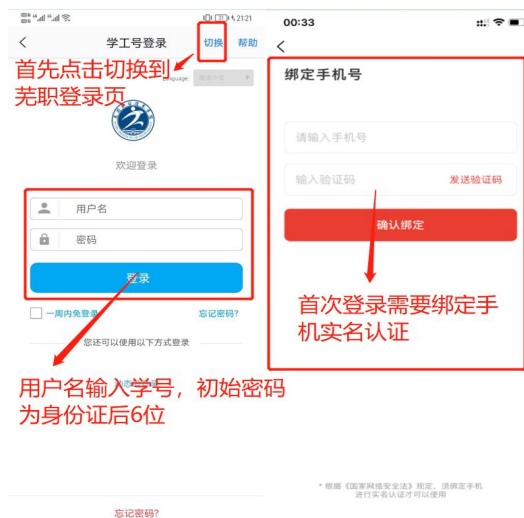 21:21
学工号登录
切换
帮助
首先点击切换到
芜职登录页
Language:
欢迎登录
用户名
密码
登录
一周内免登录
忘记密码?
您还可以使用以下方式登录
用户名输入学号，初始密码
为身份证后6位
忘记密码?
00:33
绑定手机号
请输入手机号
输入验证码
发送验证码
确认绑定
首次登录需要绑定手
机实名认证
* 根据《国家网络安全法》规定，须绑定手机
进行实名认证才可以使用